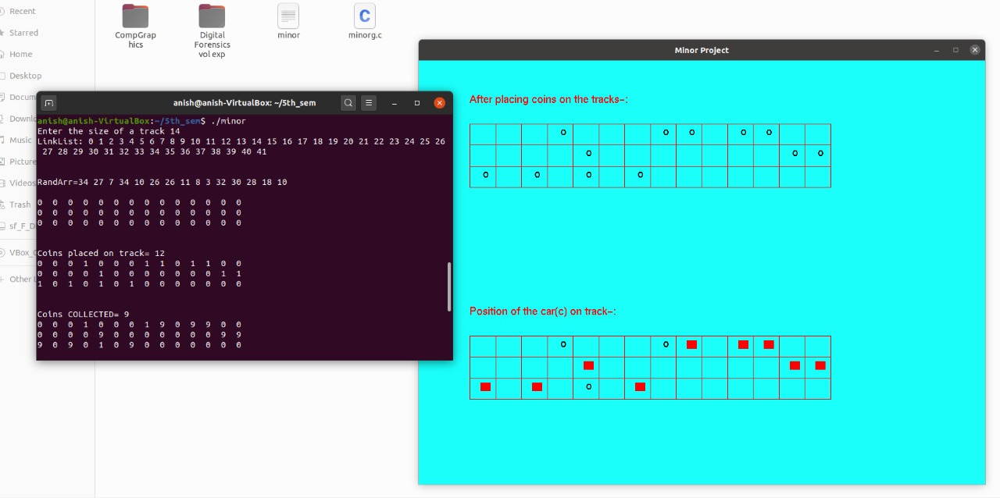 Recent
Starred
Home
Desktop
Docum
Downl
Music
Picture
Videos
Trash
sf_F_D
VBox_
Other
CompGrap
hics
Digital
Forensics
vol exp
minor
C
minorg.c
anish@anish-VirtualBox: ~/5th_sem
anish@anish-VirtualBox:~/5th_sem$ ./minor
Enter the size of a track 14
LinkList: 0 1 2 3 4 5 6 7 8 9 10 11 12 13 14 15 16 17 18 19 20 21 22 23 24 25 26
27 28 29 30 31 32 33 34 35 36 37 38 39 40 41
RandArr=34 27 7 34 10 26 26 11 8 3 32 30 28 18 10
0 0 0 0 0 0 0 0 0 0 0 0 0 0
0 0 0 0 0 0 0 0 0 0 0 0 0 0
0 0 0 0 0 0 0 0 0 0 0 0 0 0
Coins placed on track= 12
0 0 0 1 0 0 0 1 1 0 1 1 0 0
0 0 0 0 1 0 0 0 0 0 0 0 1 1
1 0 1 0 1 0 1 0 0 0 0 0 0 0
Coins COLLECTED= 9
0 0 0 1 0 0 0 1 9 0 9 9 0 0
0 0 0 0 9 0 0 0 0 0 0 0 9 9
9 0 9 0 1 0 9 0 0 0 0 0 0 0
Minor Project
After placing coins on the tracks-:
o o o o o
o o o
o o o o
Position of the car(c) on track-:
o o
o